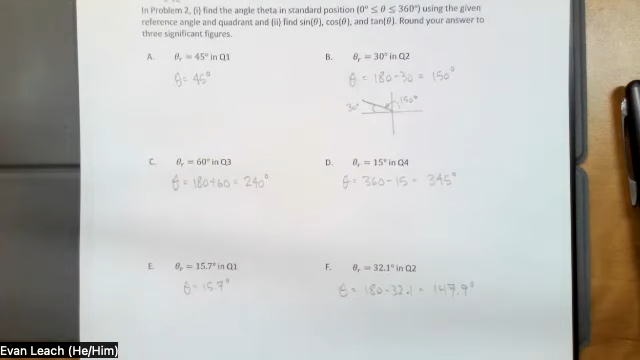 In Problem 2, (i) find the angle theta in standard position (0° ≤ θ ≤ 360°) using the given
reference angle and quadrant and (ii) find sin(θ), cos(θ), and tan(θ). Round your answer to
three significant figures.
A. θr = 45° in Q1
B. θr = 30° in Q2
θ = 45°
θ = 180-30 = 150°
30° 150°
C. θr = 60° in Q3
D. θr = 15° in Q4
θ = 180+60 = 240°
θ = 360-15 = 345°
E. θr = 15.7° in Q1
F. θr = 32.1° in Q2
θ = 15.7°
θ = 180-32.1 = 147.9°
Evan Leach (He/Him)